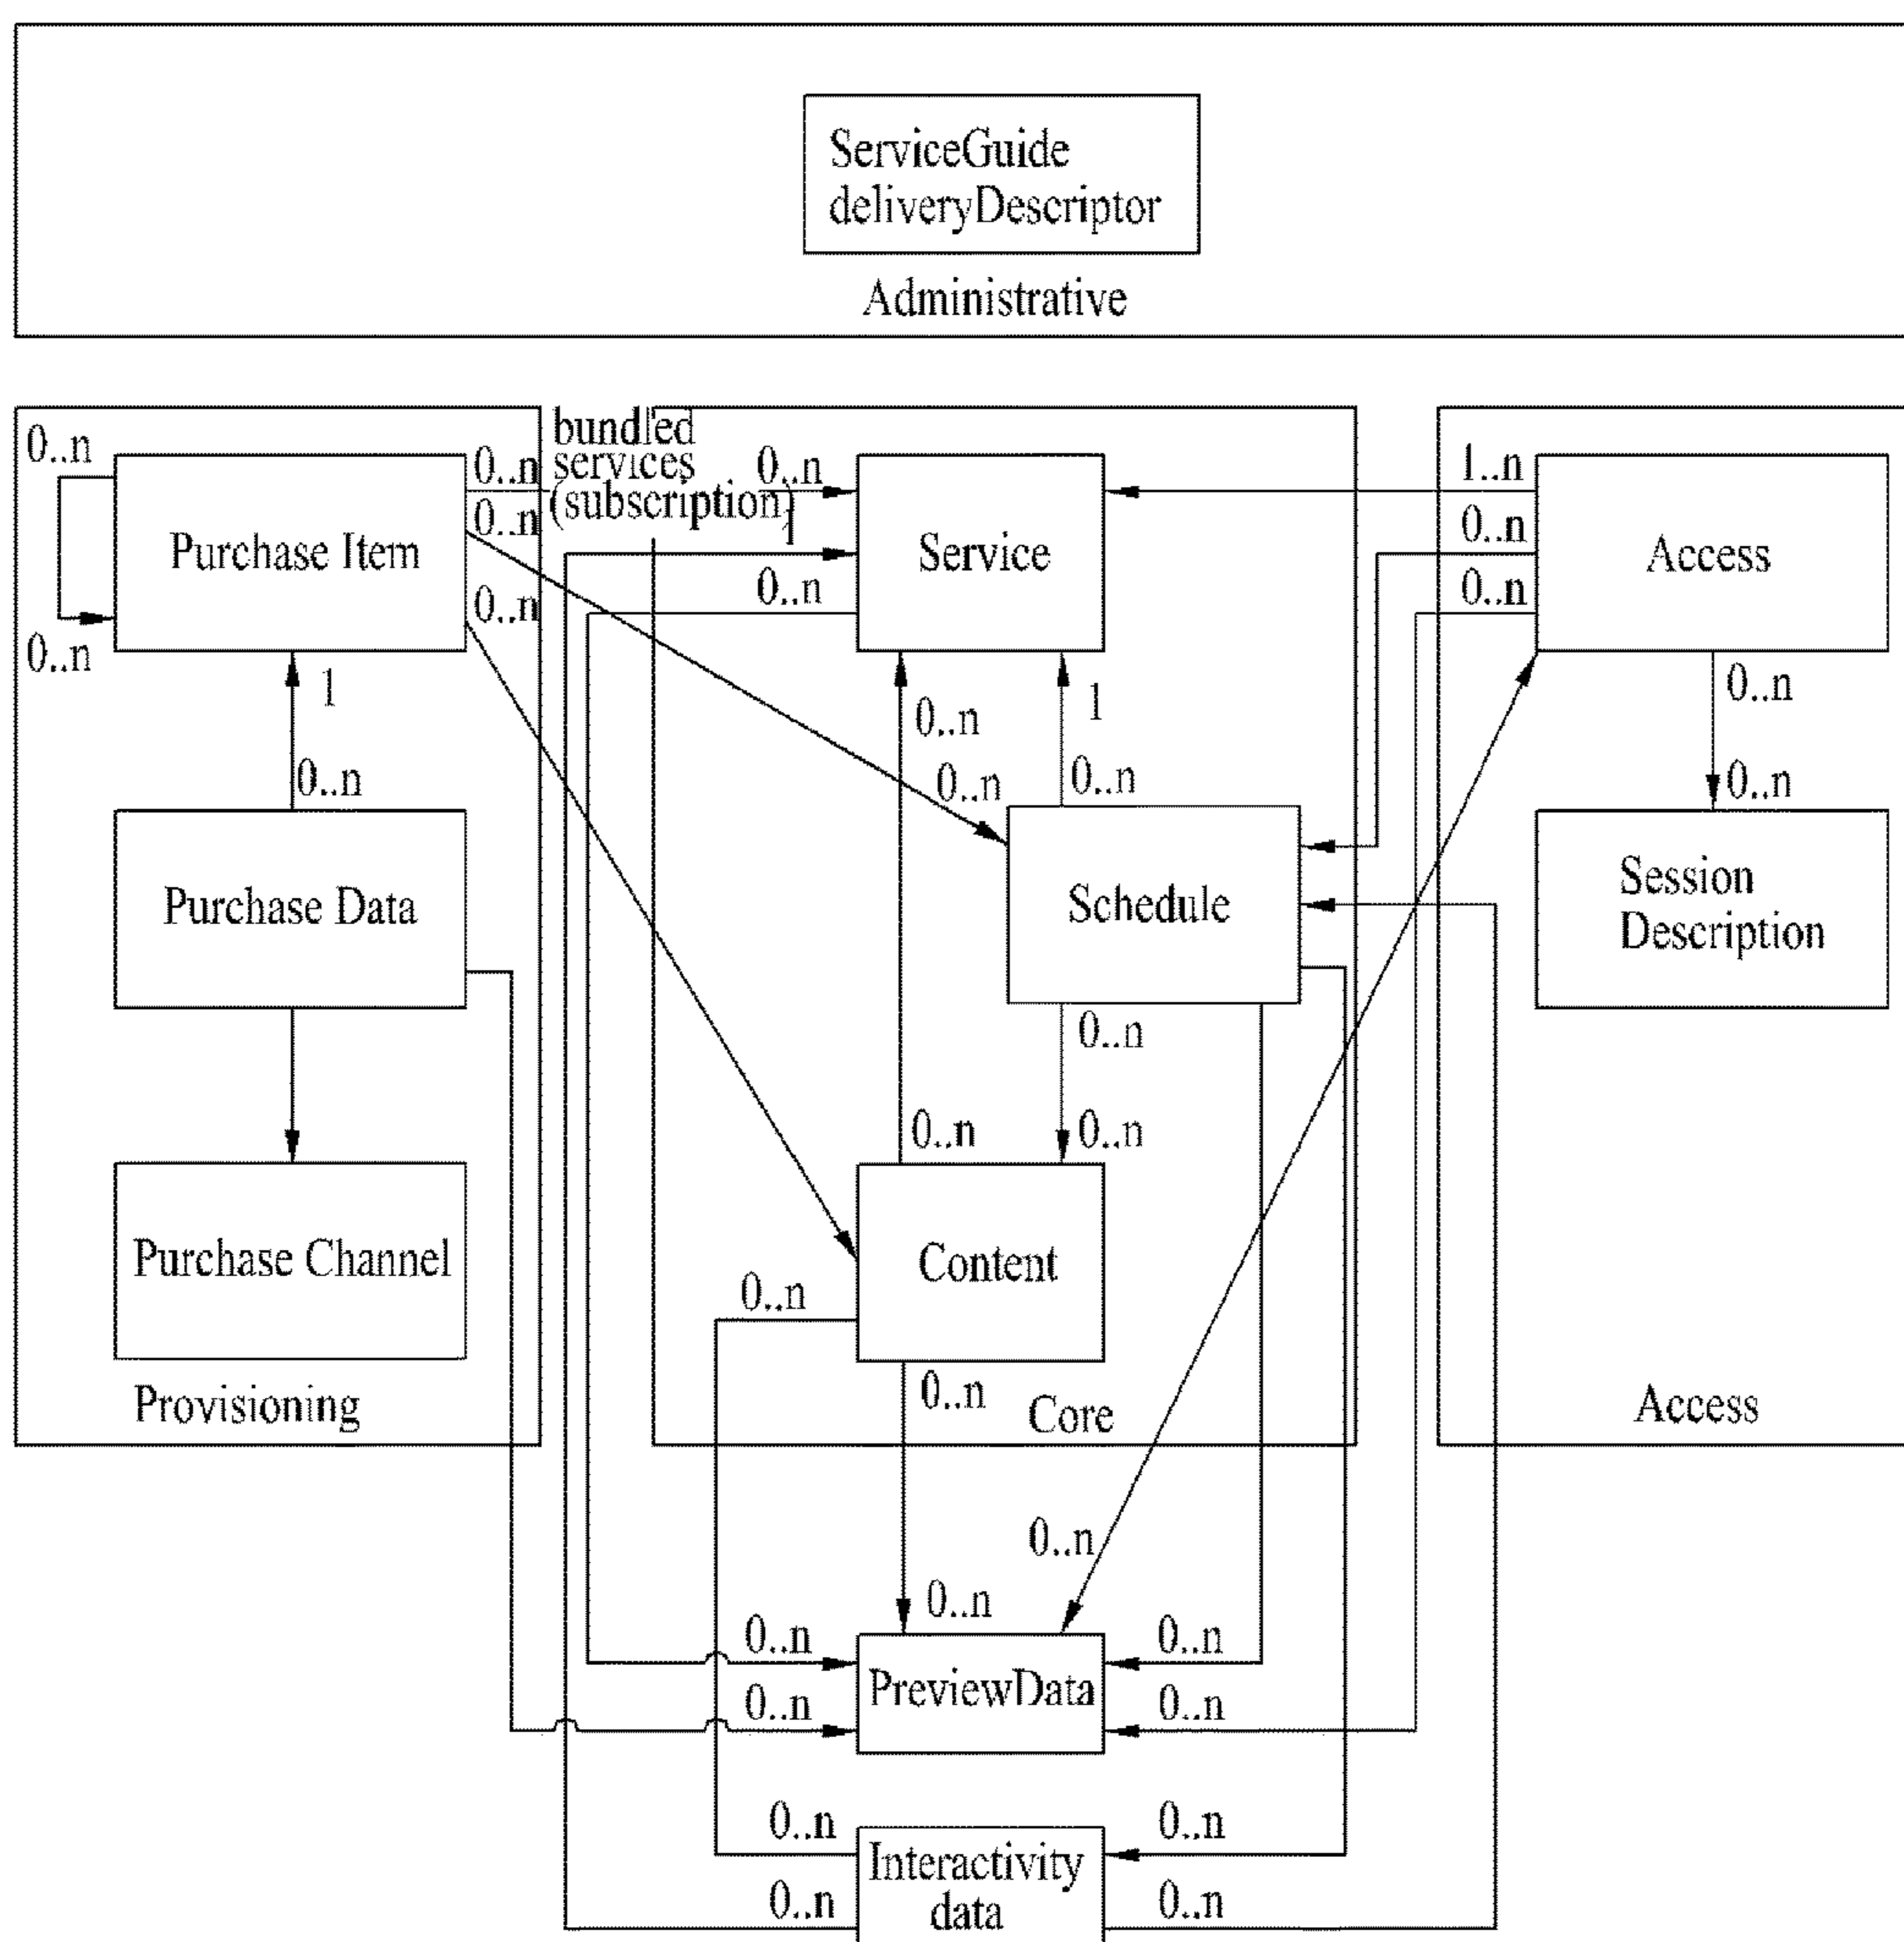 ServiceGuide
deliveryDescriptor
Administrative
0..n
0..n
Purchase Item
0..n
0..n
0..n
bundled
services
(subscription)
0..n
1
0..n
Service
1..n
0..n
0..n
Access
1
0..n
0..n
1
0..n
0..n
0..n
0..n
Purchase Data
Schedule
Session
Description
0..n
0..n
0..n
Purchase Channel
Content
0..n
0..n
Provisioning
Core
Access
0..n
0..n
0..n
0..n
PreviewData
0..n
0..n
0..n
0..n
Interactivity
data
0..n
0..n